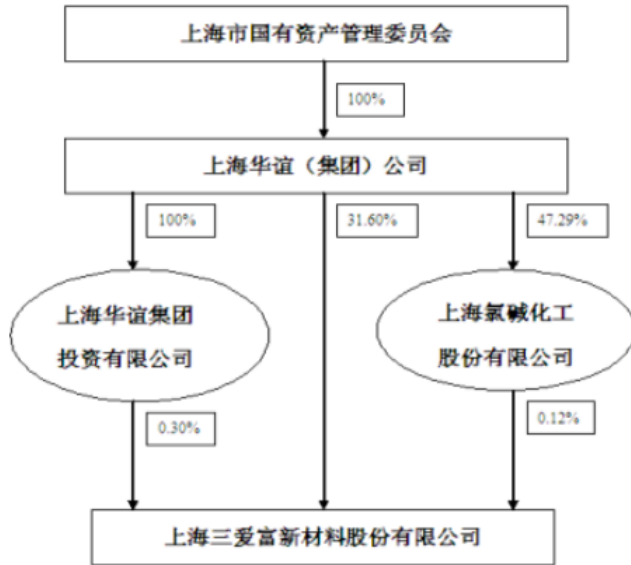 上海市国有资产管理委员会
100%
上海华谊（集团）公司
100%
31.60%
47.29%
上海华谊集团
投资有限公司
上海氯碱化工
股份有限公司
0.30%
0.12%
上海三爱富新材料股份有限公司